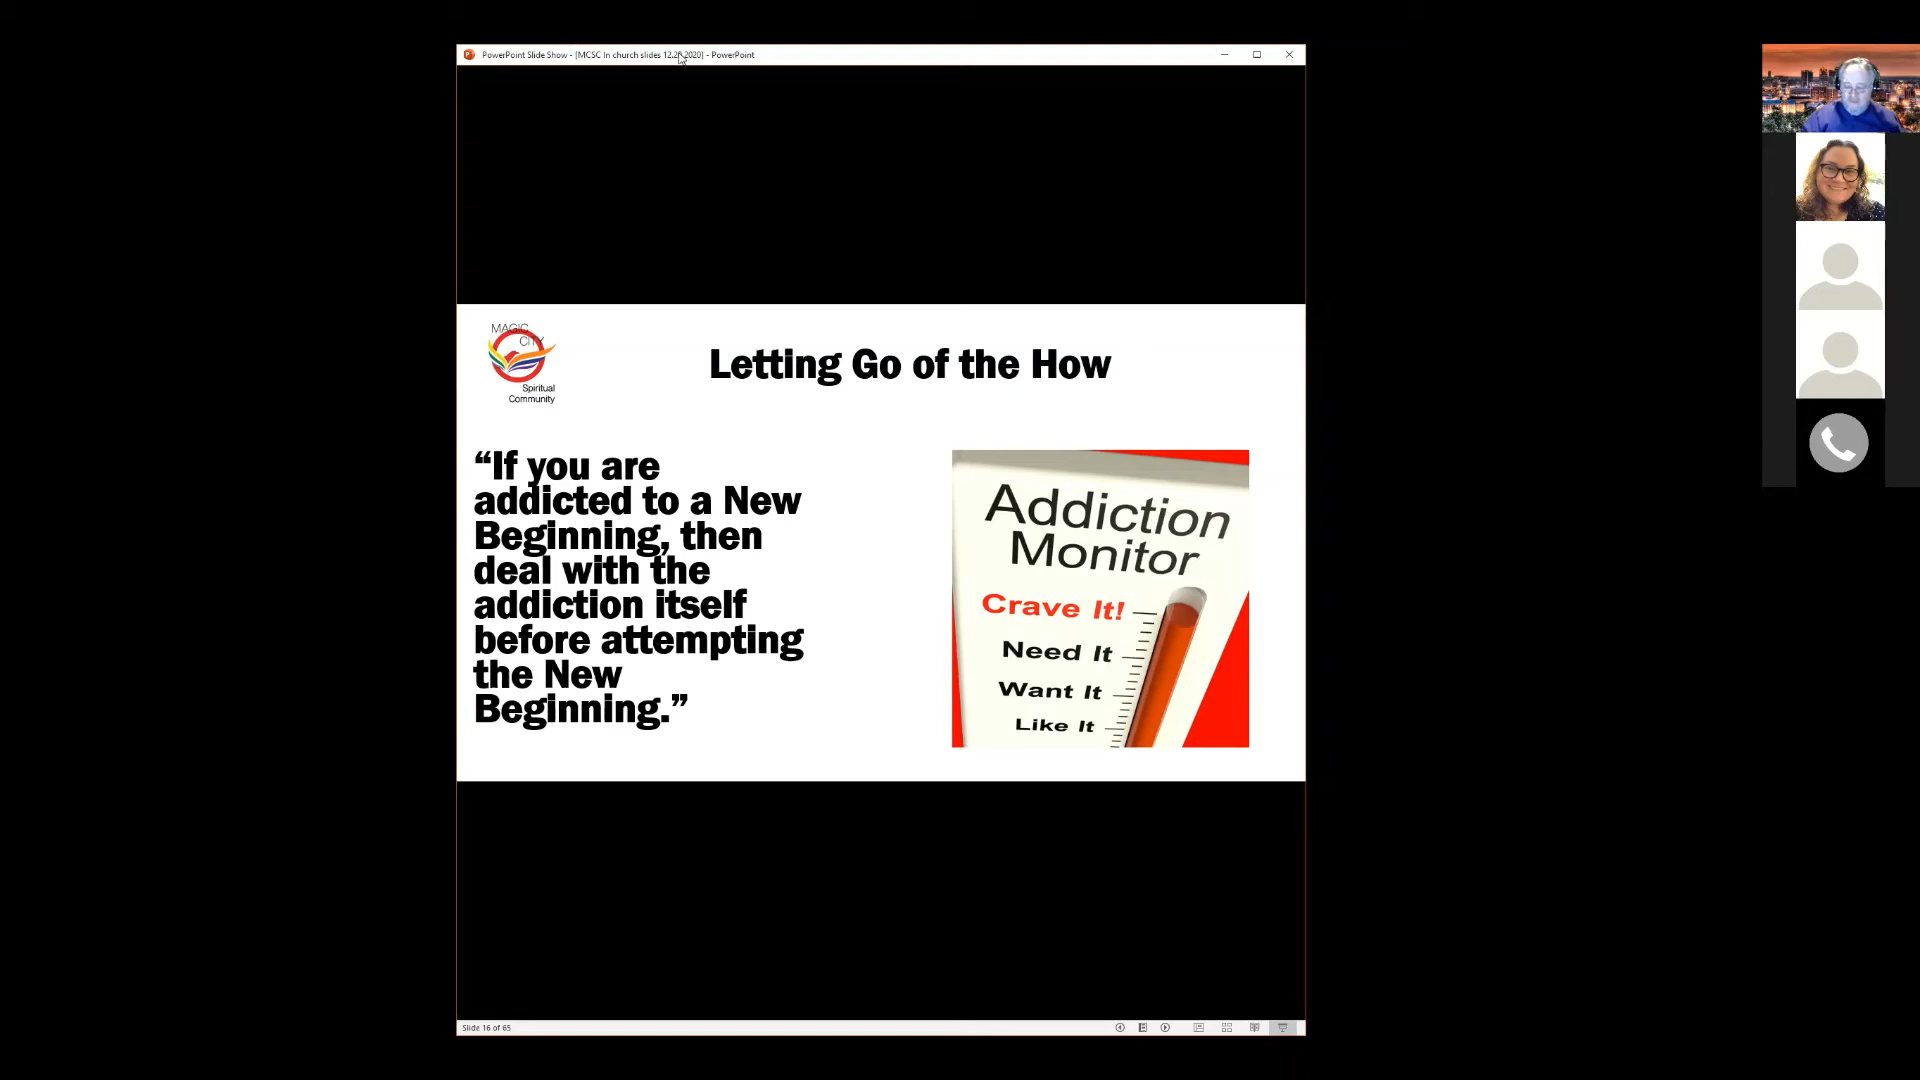 PowerPoint Slide Show - [MCSC In church slides 12.20.2020] - PowerPoint
MAGIC
CITY
Spiritual
Community
Letting Go of the How
“If you are
addicted to a New
Beginning, then
deal with the
addiction itself
before attempting
the New
Beginning.”
Addiction
Monitor
Crave It!
Need It
Want It
Like It
Slide 16 of 65